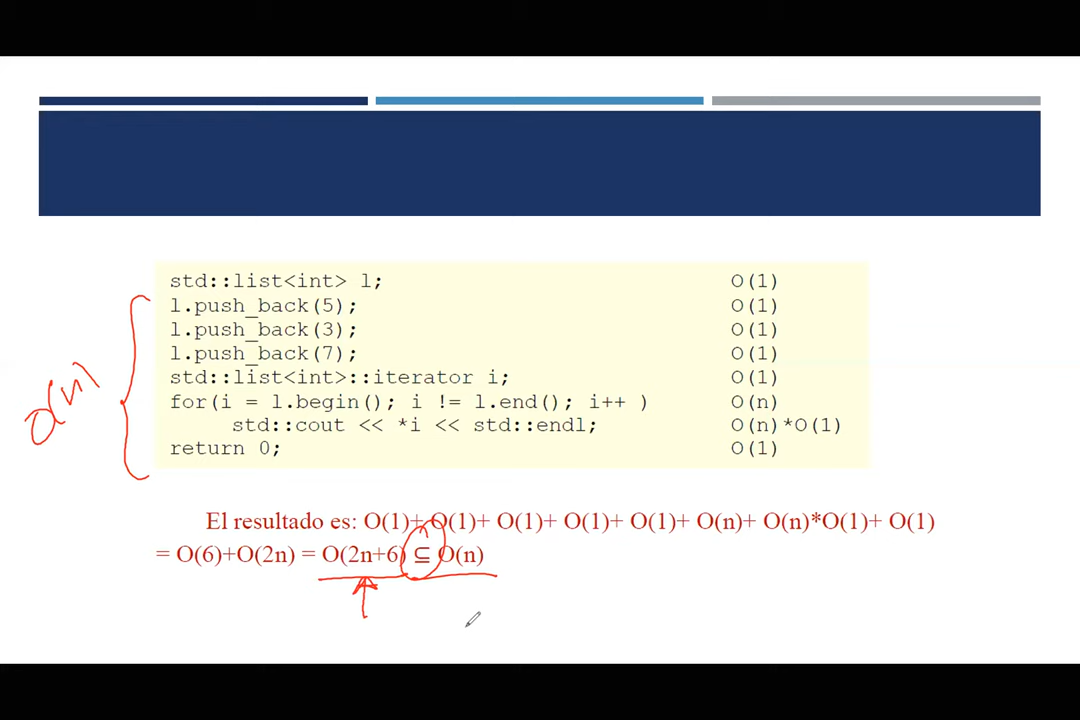 std::list<int> l; O(1)
l.push_back(5); O(1)
l.push_back(3); O(1)
l.push_back(7); O(1)
std::list<int>::iterator i; O(1)
for(i = l.begin(); i != l.end(); i++ ) O(n)
std::cout << *i << std::endl; O(n)*O(1)
return 0; O(1)
O(n)
El resultado es: O(1)+ O(1)+ O(1)+ O(1)+ O(1)+ O(n)+ O(n)*O(1)+ O(1)
= O(6)+O(2n) = O(2n+6) ⊆ O(n)